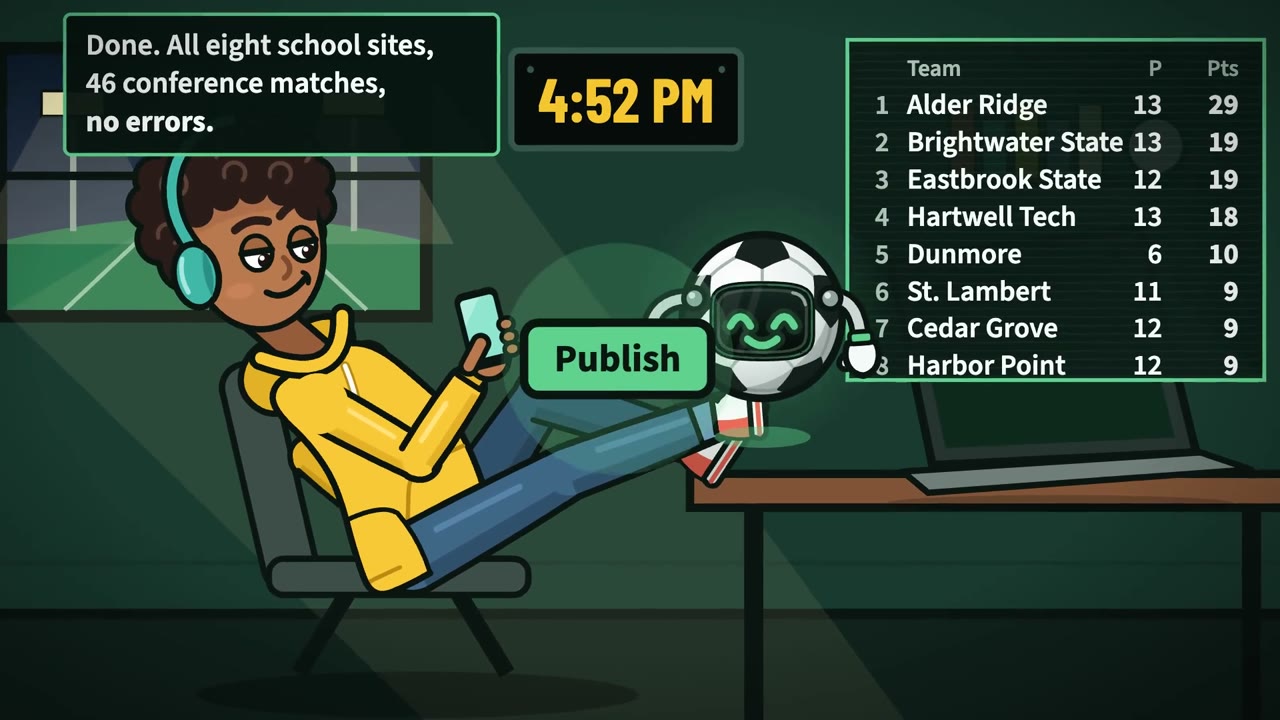 Done. All eight school sites,
46 conference matches,
no errors.
4:52 PM
Team P Pts
1 Alder Ridge 13 29
2 Brightwater State 13 19
3 Eastbrook State 12 19
4 Hartwell Tech 13 18
5 Dunmore 6 10
6 St. Lambert 11 9
7 Cedar Grove 12 9
8 Harbor Point 12 9
Publish